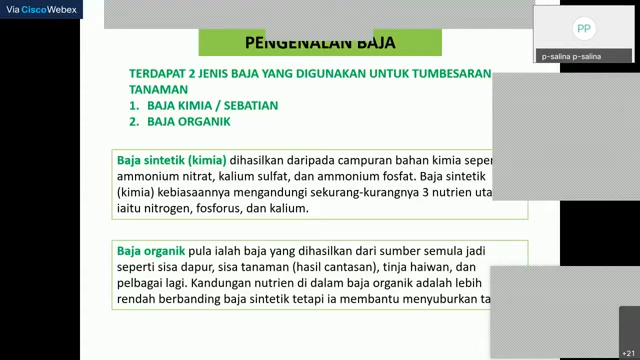 Via Cisco Webex
PENGENALAN BAJA
PP
p-salina p-salina
TERDAPAT 2 JENIS BAJA YANG DIGUNAKAN UNTUK TUMBESARAN
TANAMAN
1. BAJA KIMIA / SEBATIAN
2. BAJA ORGANIK
Baja sintetik (kimia) dihasilkan daripada campuran bahan kimia
ammonium nitrat, kalium sulfat, dan ammonium fosfat. Baja sintetik
(kimia) kebiasaannya mengandungi sekurang-kurangnya 3 nutrien
iaitu nitrogen, fosforus, dan kalium.
Baja organik pula ialah baja yang dihasilkan dari sumber semula jadi
seperti sisa dapur, sisa tanaman (hasil cantasan), tinja haiwan, dan
pelbagai lagi. Kandungan nutrien di dalam baja organik adalah lebih
rendah berbanding baja sintetik tetapi ia membantu menyuburkan
+21